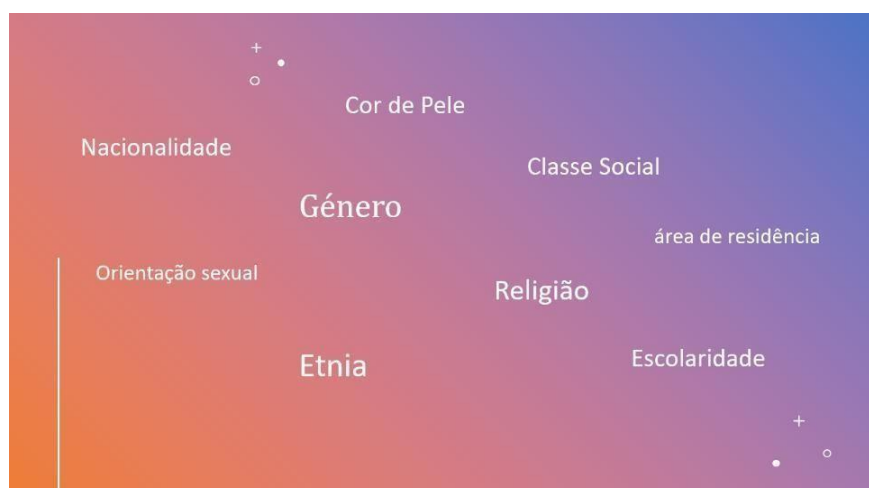 Cor de Pele
Nacionalidade
Classe Social
Género
área de residência
Orientação sexual
Religião
Escolaridade
Etnia